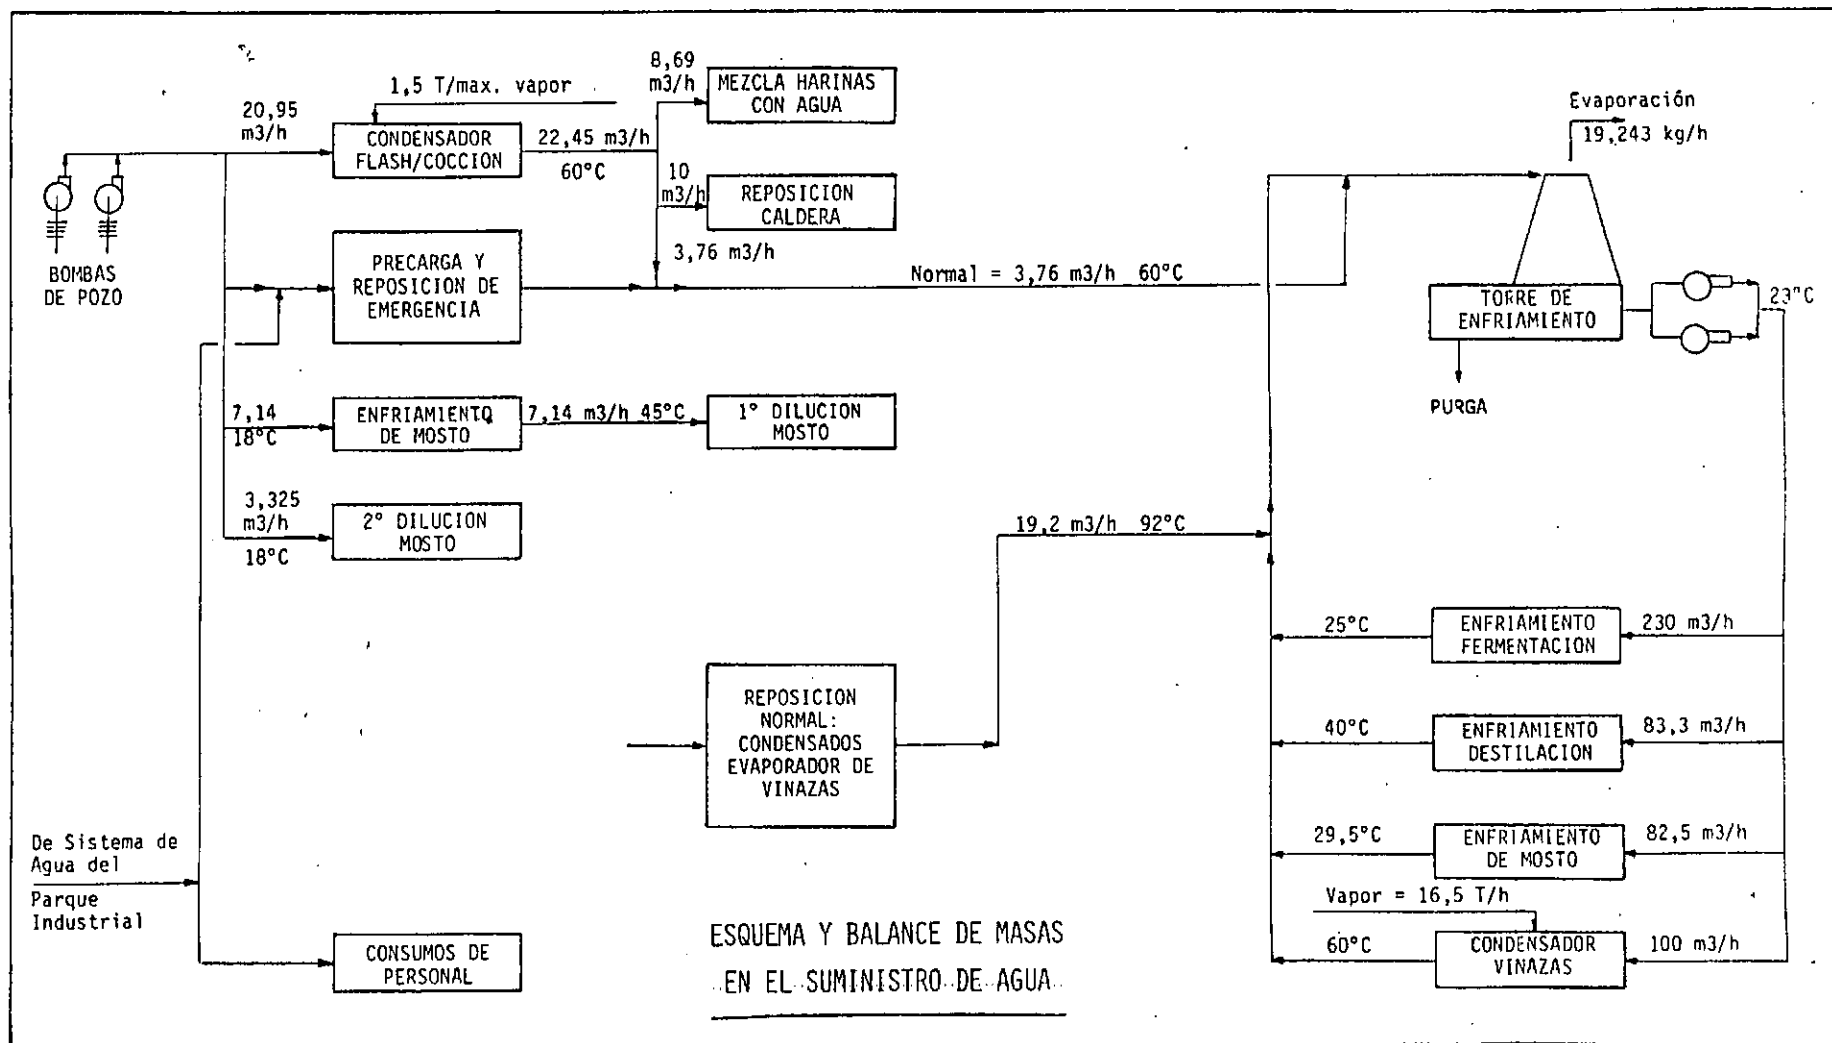 1,5 T/max. vapor
20,95
m3/h
CONDENSADOR
FLASH/COCCION
22,45 m3/h
60°C
8,69
m3/h
MEZCLA HARINAS
CON AGUA
10
m3/h
REPOSICION
CALDERA
3,76 m3/h
BOMBAS
DE POZO
PRECARGA Y
REPOSICION DE
EMERGENCIA
Normal = 3,76 m3/h 60°C
Evaporación
19,243 kg/h
TORRE DE
ENFRIAMIENTO
23°C
PURGA
7,14
18°C
ENFRIAMIENTO
DE MOSTO
7,14 m3/h 45°C
1° DILUCION
MOSTO
3,325
m3/h
18°C
2° DILUCION
MOSTO
19,2 m3/h 92°C
REPOSICION
NORMAL:
CONDENSADOS
EVAPORADOR DE
VINAZAS
25°C
ENFRIAMIENTO
FERMENTACION
230 m3/h
40°C
ENFRIAMIENTO
DESTILACION
83,3 m3/h
29,5°C
ENFRIAMIENTO
DE MOSTO
82,5 m3/h
Vapor = 16,5 T/h
60°C
CONDENSADOR
VINAZAS
100 m3/h
De Sistema de
Agua del
Parque
Industrial
CONSUMOS DE
PERSONAL
ESQUEMA Y BALANCE DE MASAS
EN EL SUMINISTRO DE AGUA